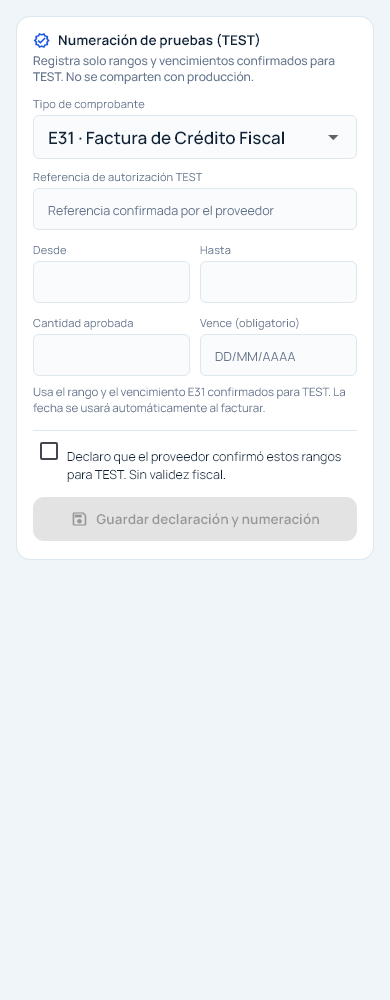 Numeración de pruebas (TEST)
Registra solo rangos y vencimientos confirmados para
TEST. No se comparten con producción.
Tipo de comprobante
E31 · Factura de Crédito Fiscal
Referencia de autorización TEST
Referencia confirmada por el proveedor
Desde
Hasta
Cantidad aprobada
Vence (obligatorio)
DD/MM/AAAA
Usa el rango y el vencimiento E31 confirmados para TEST. La
fecha se usará automáticamente al facturar.
Declaro que el proveedor confirmó estos rangos
para TEST. Sin validez fiscal.
Guardar declaración y numeración